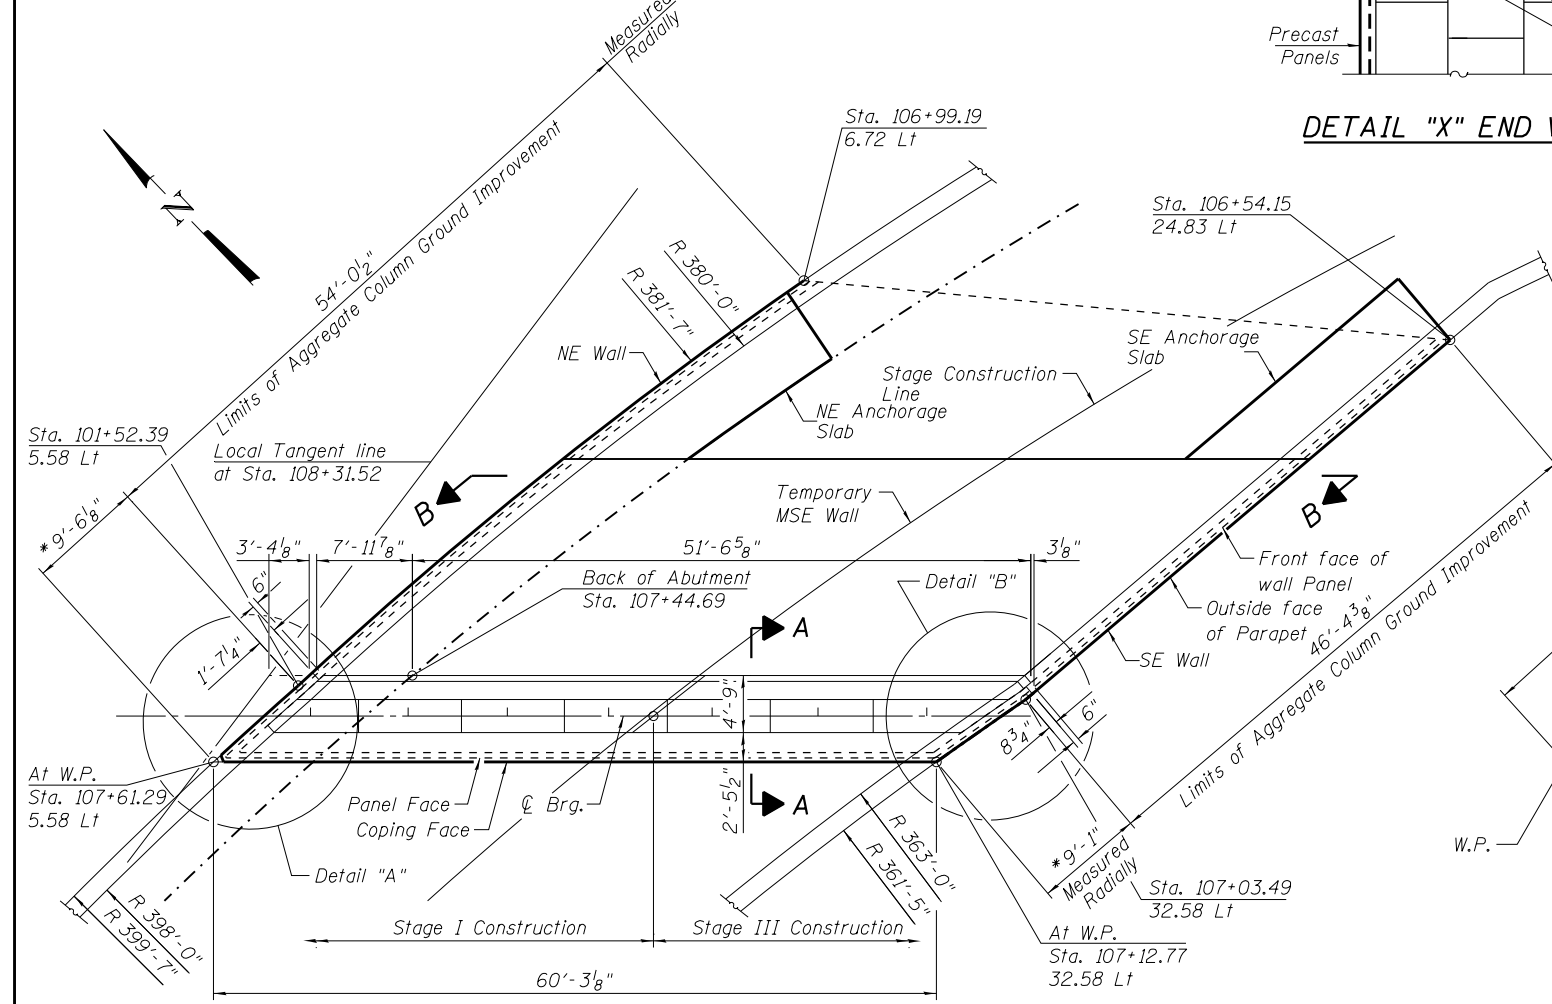 Measured
Radially
Precast
Panels
DETAIL "X" END
Sta. 106+99.19
6.72 Lt
Sta. 106+54.15
24.83 Lt
N
54'-0½"
Limits of Aggregate Column Ground Improvement
R 380'-0"
R 381'-7"
NE Wall
SE Anchorage
Slab
Stage Construction
Line
NE Anchorage
Slab
Sta. 101+52.39
5.58 Lt
Local Tangent line
at Sta. 108+31.52
B
B
Temporary
MSE Wall
*9'-6⅛"
3'-4⅛"
7'-11⅞"
51'-6⅝"
3⅛"
6"
Back of Abutment
Sta. 107+44.69
Detail "B"
Front face of
wall Panel
Outside face
of Parapet
46'-4⅜"
Limits of Aggregate Column Ground Improvement
A
SE Wall
1'-7¼"
4'-9"
8¾"
6"
At W.P.
Sta. 107+61.29
5.58 Lt
Panel Face
Coping Face
℄ Brg.
2'-5½"
A
R 363'-0"
R 361'-5"
*9'-1"
Measured
Radially
W.P.
Detail "A"
R 398'-0"
R 399'-7"
Sta. 107+03.49
32.58 Lt
Stage I Construction
Stage III Construction
At W.P.
Sta. 107+12.77
32.58 Lt
60'-3⅛"